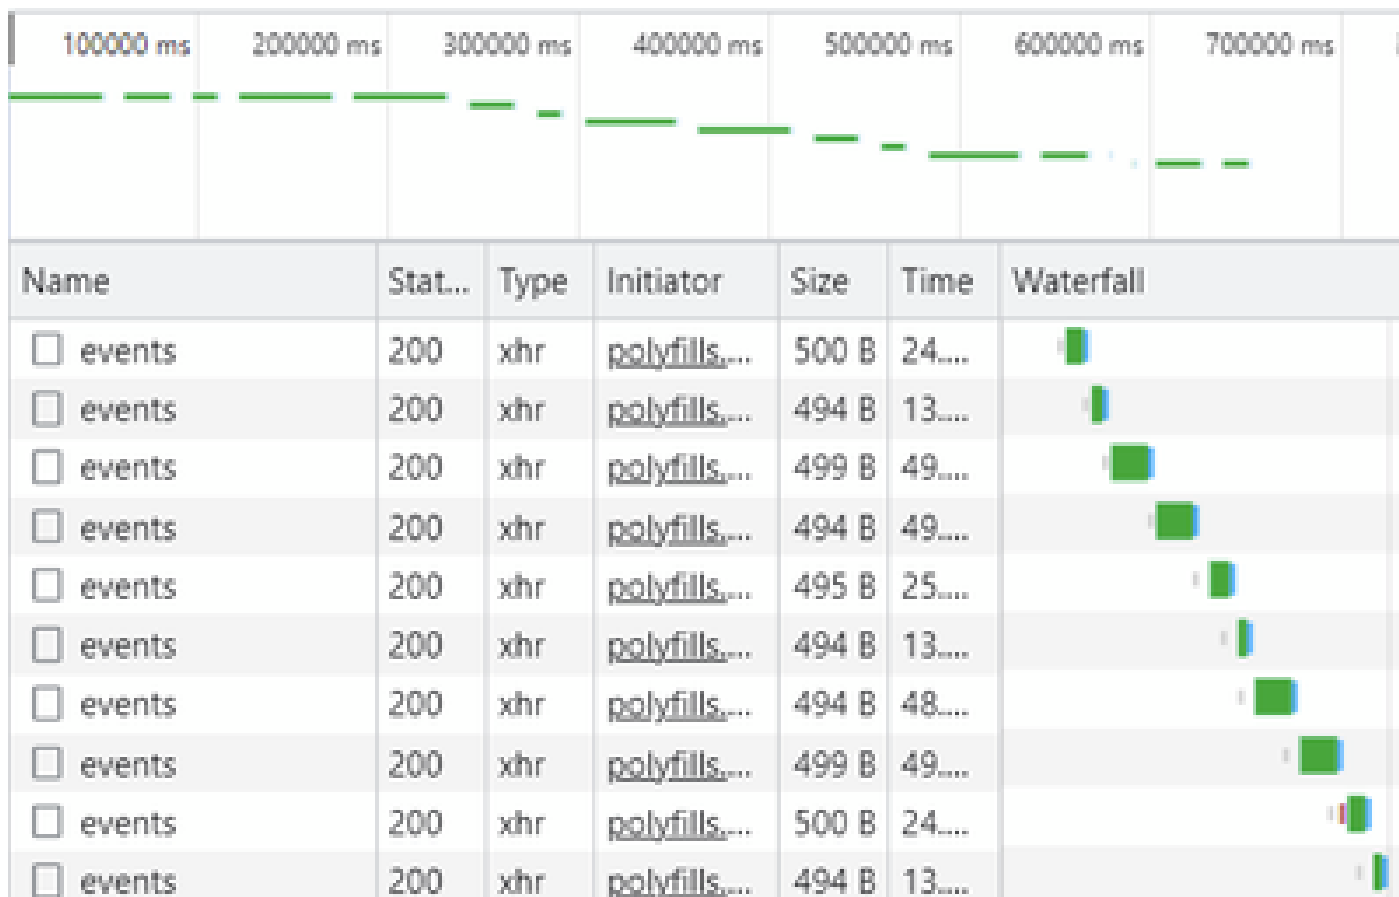 100000 ms 200000 ms 300000 ms 400000 ms 500000 ms 600000 ms 700000 ms
Name Stat... Type Initiator Size Time Waterfall
events 200 xhr polyfills.... 500 B 24....
events 200 xhr polyfills.... 494 B 13....
events 200 xhr polyfills.... 499 B 49....
events 200 xhr polyfills.... 494 B 49....
events 200 xhr polyfills.... 495 B 25....
events 200 xhr polyfills.... 494 B 13....
events 200 xhr polyfills.... 494 B 48....
events 200 xhr polyfills.... 499 B 49....
events 200 xhr polyfills.... 500 B 24....
events 200 xhr polyfills.... 494 B 13....